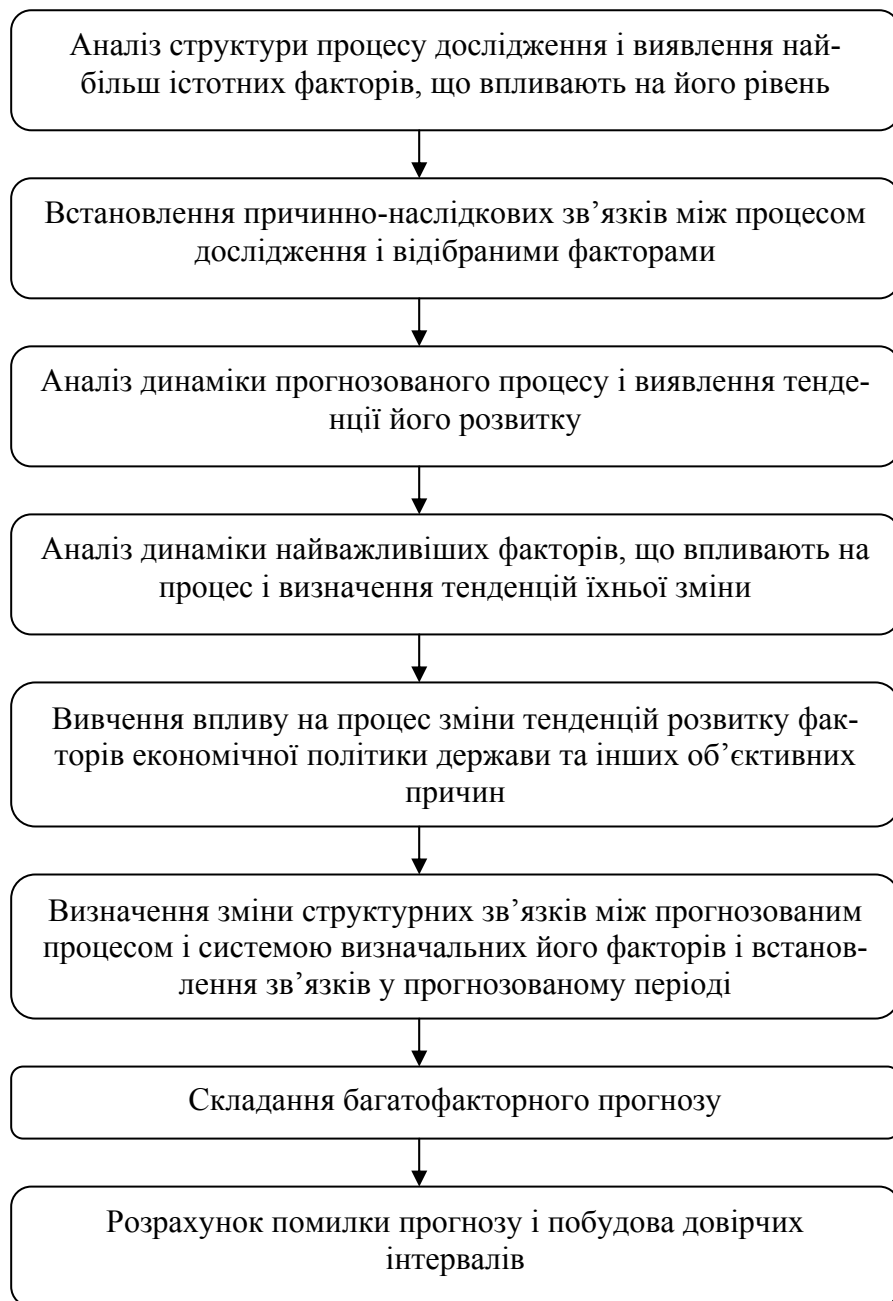 Аналіз структури процесу дослідження і виявлення най-
більш істотних факторів, що впливають на його рівень
Встановлення причинно-наслідкових зв’язків між процесом
дослідження і відібраними факторами
Аналіз динаміки прогнозованого процесу і виявлення тенде-
нції його розвитку
Аналіз динаміки найважливіших факторів, що впливають на
процес і визначення тенденцій їхньої зміни
Вивчення впливу на процес зміни тенденцій розвитку фак-
торів економічної політики держави та інших об’єктивних
причин
Визначення зміни структурних зв’язків між прогнозованим
процесом і системою визначальних його факторів і встанов-
лення зв’язків у прогнозованому періоді
Складання багатофакторного прогнозу
Розрахунок помилки прогнозу і побудова довірчих
інтервалів